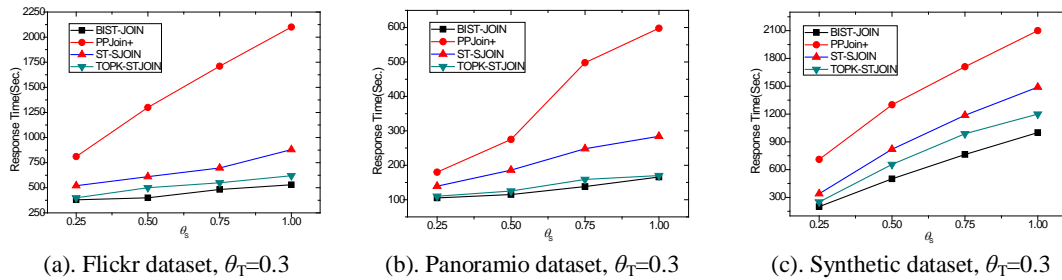 BIST-JOIN
PPJoin+
ST-SJOIN
TOPK-STJOIN
Response Time(Sec.)
2250
2000
1750
1500
1250
1000
750
500
250
0.25 0.50 0.75 1.00
θs
(a). Flickr dataset, θT=0.3
BIST-JOIN
PPJoin+
ST-SJOIN
TOPK-STJOIN
Response Time(Sec.)
600
500
400
300
200
100
0.25 0.50 0.75 1.00
θs
(b). Panoramio dataset, θT=0.3
BIST-JOIN
PPJoin+
ST-SJOIN
TOPK-STJOIN
Response Time(Sec.)
2100
1800
1500
1200
900
600
300
0.25 0.50 0.75 1.00
θs
(c). Synthetic dataset, θT=0.3